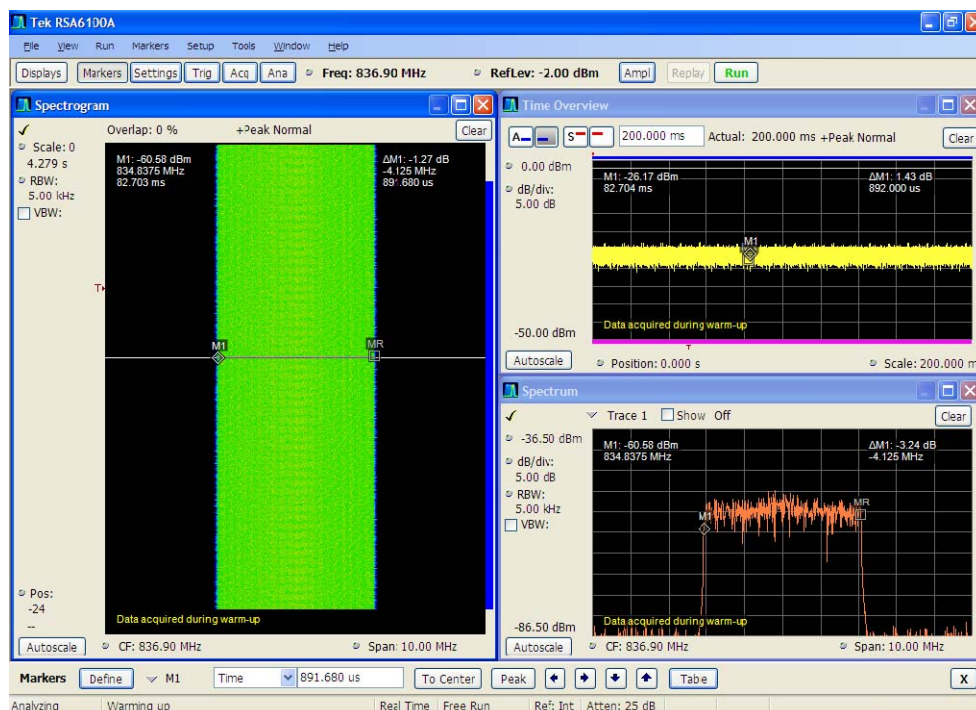 Tek RSA6100A
File View Run Markers Setup Tools Window Help
Displays Markers Settings Trig Acq Ana Freq: 836.90 MHz RefLev: -2.00 dBm Ampl Replay Run
Spectrogram
Overlap: 0 % +Peak Normal Clear
Scale: 0
4.279 s
RBW:
5.00 kHz
VBW:
M1: -60.58 dBm
834.8375 MHz
82.703 ms
ΔM1: -1.27 dB
-4.125 MHz
891.680 us
T
M1 MR
Pos:
-24
--
Data acquired during warm-up
Autoscale CF: 836.90 MHz Span: 10.00 MHz
Time Overview
A S 200.000 ms Actual: 200.000 ms +Peak Normal Clear
0.00 dBm
dB/div:
5.00 dB
M1: -26.17 dBm
82.704 ms
ΔM1: 1.43 dB
892.000 us
M1
Data acquired during warm-up
-50.00 dBm
T
Autoscale Position: 0.000 s Scale: 200.000 m
Spectrum
Trace 1 Show Off Clear
-36.50 dBm
dB/div:
5.00 dB
RBW:
5.00 kHz
VBW:
M1: -60.58 dBm
834.8375 MHz
ΔM1: -3.24 dB
-4.125 MHz
M1 MR
Data acquired during warm-up
-86.50 dBm
Autoscale CF: 836.90 MHz Span: 10.00 MHz
Markers Define M1 Time 891.680 us To Center Peak Tabe X
Analyzing Warming up Real Time Free Run Ref: Int Atten: 25 dB